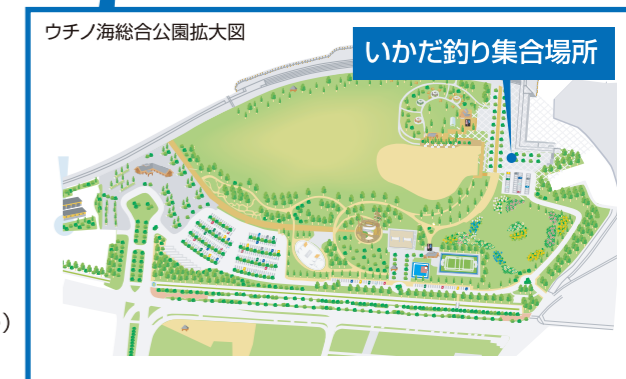 ウチノ海総合公園拡大図
いかだ釣り集合場所
)